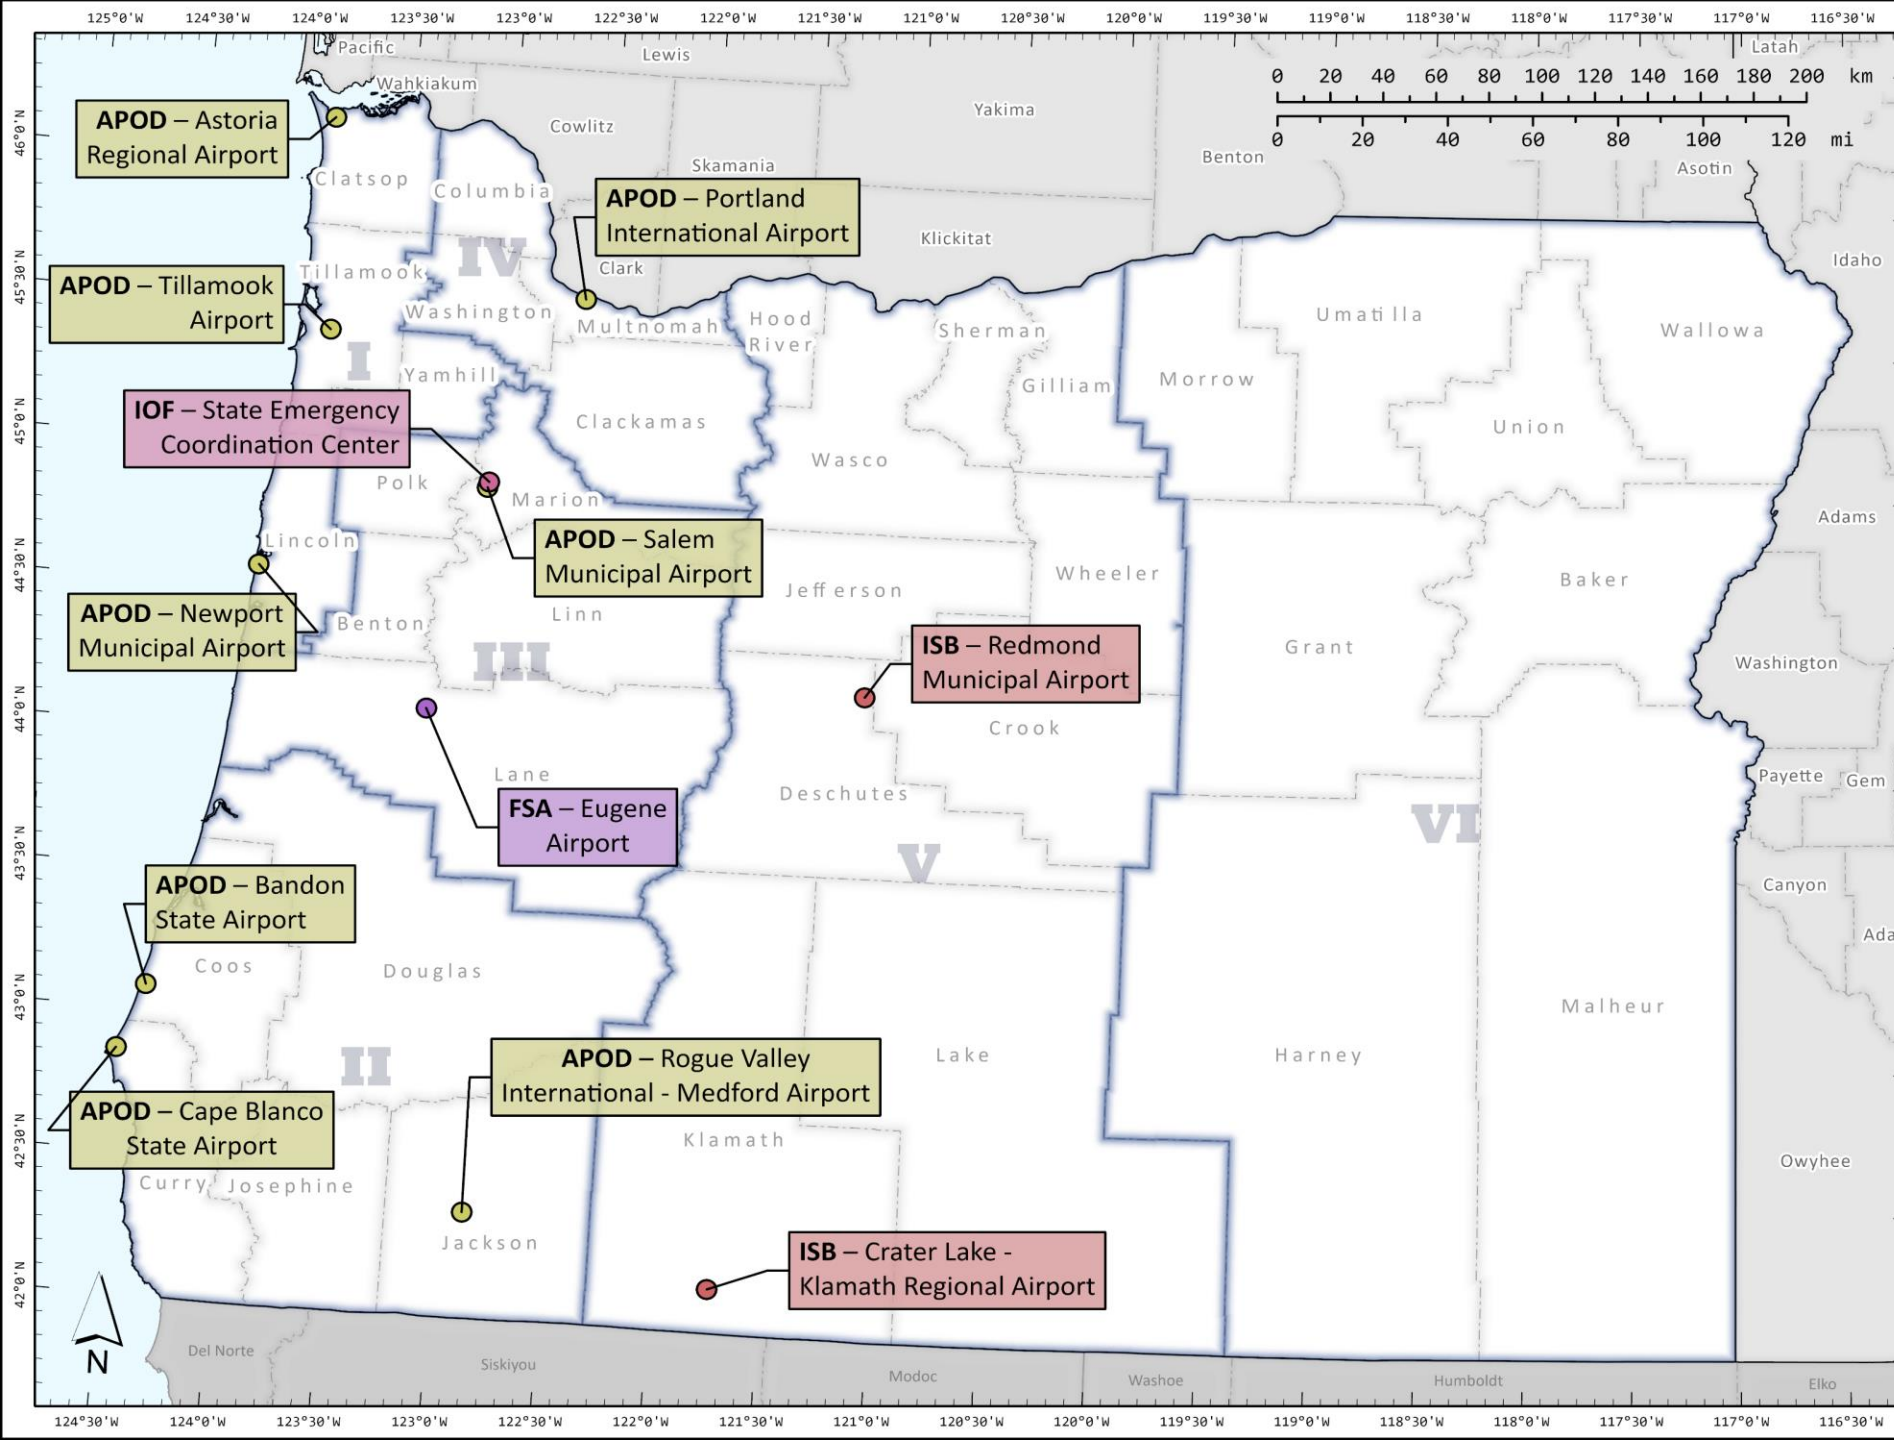 125°0'W 124°30'W 124°0'W 123°30'W 123°0'W 122°30'W 122°0'W 121°30'W 121°0'W 120°30'W 120°0'W 119°30'W 119°0'W 118°30'W 118°0'W 117°30'W 117°0'W 116°30'W
Pacific
Lewis
Latah
Wahkiakum
0 20 40 60 80 100 120 140 160 180 200 km
0 20 40 60 80 100 120 mi
Yakima
Cowlitz
Skamania
Benton
Asotin
46°0'N
APOD – Astoria
Regional Airport
Clatsop
Columbia
APOD – Portland
International Airport
Klickitat
IV
Clark
Idaho
Tillamook
45°30'N
APOD – Tillamook
Airport
Washington
Multnomah
Hood
River
Sherman
Umatilla
Wallowa
I
Yamhill
Gilliam
Morrow
45°0'N
IOF – State Emergency
Coordination Center
Clackamas
Union
Wasco
Polk
Marion
Adams
APOD – Salem
Municipal Airport
Lincoln
44°30'N
Jefferson
Wheeler
Baker
APOD – Newport
Municipal Airport
Benton
Linn
III
Grant
ISB – Redmond
Municipal Airport
Washington
44°0'N
Crook
Lane
Deschutes
Payette
Gem
FSA – Eugene
Airport
VI
43°30'N
V
APOD – Bandon
State Airport
Canyon
Ada
Coos
Douglas
43°0'N
Malheur
II
APOD – Rogue Valley
International - Medford Airport
Lake
Harney
APOD – Cape Blanco
State Airport
42°30'N
Klamath
Owyhee
Curry
Josephine
Jackson
ISB – Crater Lake -
Klamath Regional Airport
42°0'N
N
Del Norte
Siskiyou
Modoc
Washoe
Humboldt
Elko
124°30'W 124°0'W 123°30'W 123°0'W 122°30'W 122°0'W 121°30'W 121°0'W 120°30'W 120°0'W 119°30'W 119°0'W 118°30'W 118°0'W 117°30'W 117°0'W 116°30'W